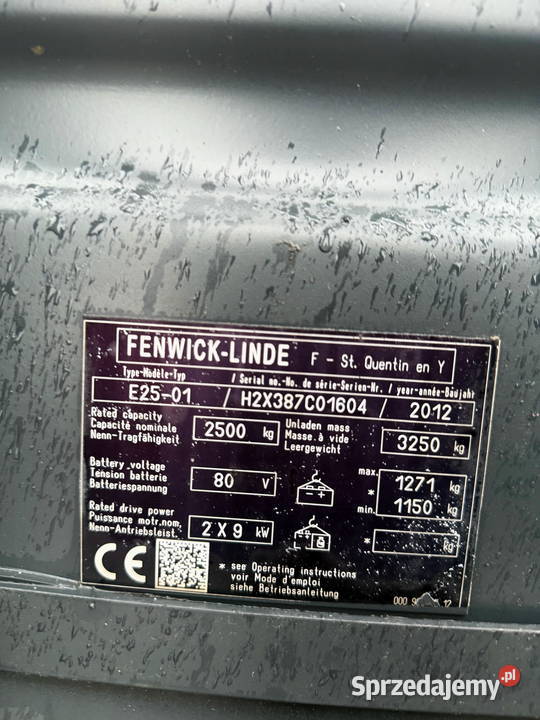 FENWICK-LINDE F - St. Quentin en Y
Type-Modèle-Typ / Serial no.-No. de série-Serien-Nr. / year-année-Baujahr
E25-01 / H2X387C01604 / 2012
Rated capacity
Capacité nominale
Nenn-Tragfähigkeit
2500 kg
Unladen mass
Masse à vide
Leergewicht
3250 kg
Battery voltage
Tension batterie
Batteriespannung
80 V
max. 1271 kg
*
min. 1150 kg
Rated drive power
Puissance motr.nom.
Nenn-Antriebsleist.
2 X 9 kW
* kg
CE
* see Operating instructions
voir Mode d'emploi
siehe Betriebsanleitung
000 12
Sprzedajemy.pl